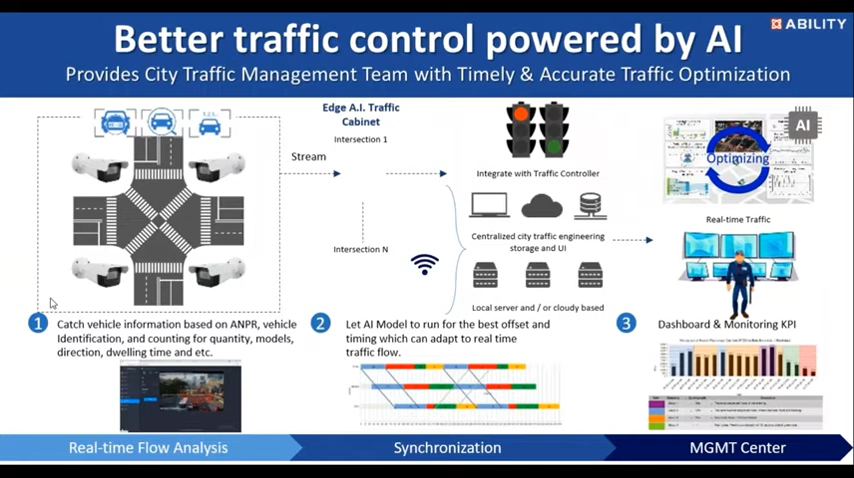 ABILITY
Better traffic control powered by AI
Provides City Traffic Management Team with Timely & Accurate Traffic Optimization
Edge A.I. Traffic
Cabinet
Intersection 1
Stream
Intersection N
Integrate with Traffic Controller
Centralized city traffic engineering
storage and UI
Local server and / or cloudy based
AI
Optimizing
Real-time Traffic
1
Catch vehicle information based on ANPR, vehicle
Identification, and counting for quantity, models,
direction, dwelling time and etc.
2
Let AI Model to run for the best offset and
timing which can adapt to real time
traffic flow.
3
Dashboard & Monitoring KPI
Real-time Flow Analysis
Synchronization
MGMT Center